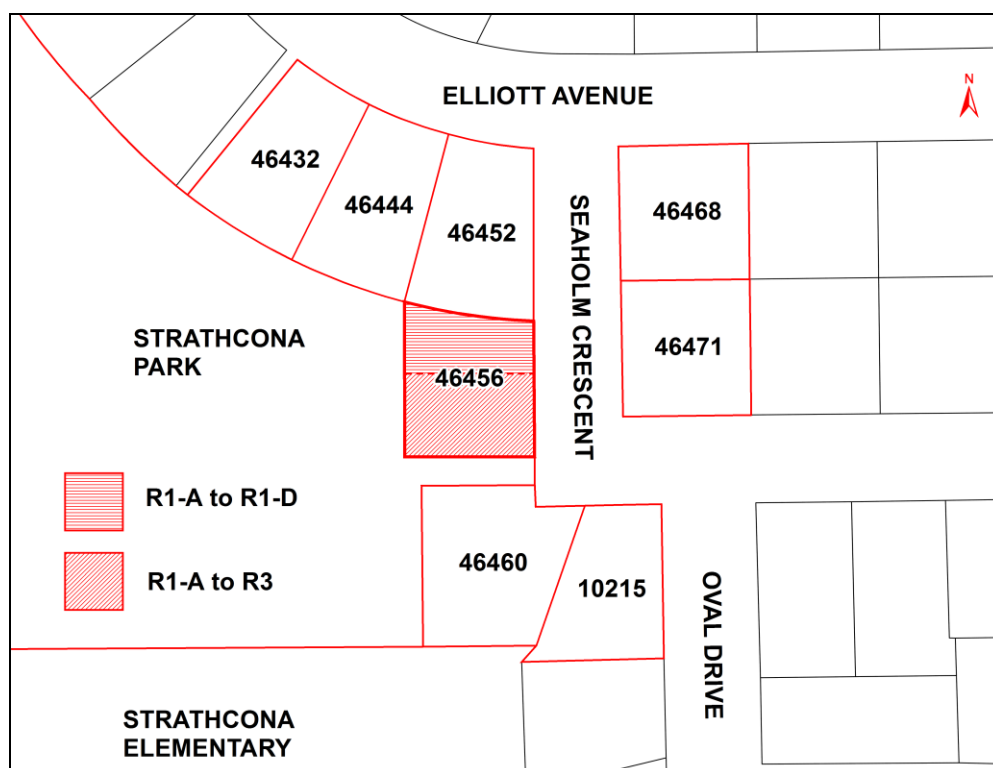 N
ELLIOTT AVENUE
46432
46444
46452
SEAHOLM CRESCENT
46468
46471
STRATHCONA
PARK
46456
R1-A to R1-D
R1-A to R3
46460
10215
OVAL DRIVE
STRATHCONA
ELEMENTARY